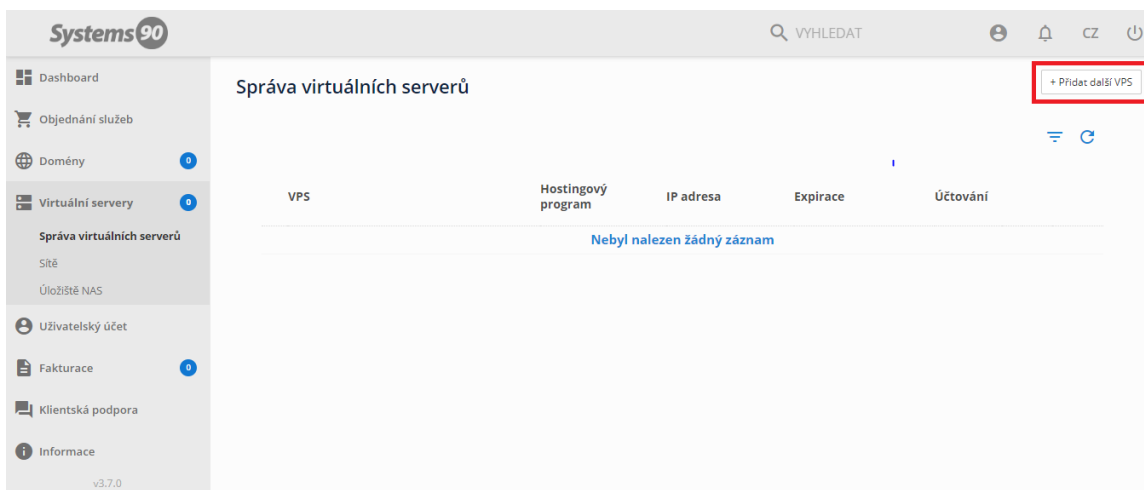 Systems90
VYHLEDAT
CZ
Dashboard
Objednání služeb
Domény
0
Virtuální servery
0
Správa virtuálních serverů
Sítě
Úložiště NAS
Uživatelský účet
Fakturace
0
Klientská podpora
Informace
v3.7.0
Správa virtuálních serverů
+ Přidat další VPS
VPS
Hostingový
program
IP adresa
Expirace
Účtování
Nebyl nalezen žádný záznam